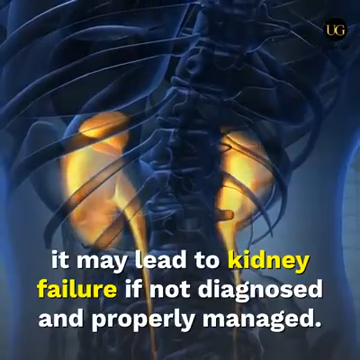 UG
it may lead to kidney
failure if not diagnosed
and properly managed.